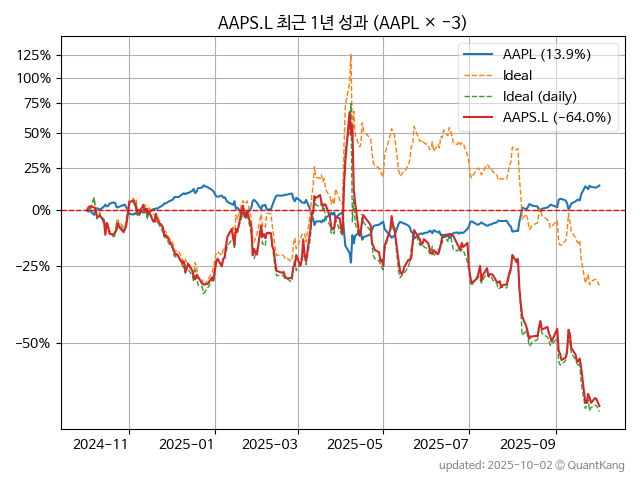 AAPS.L 최근 1년 성과 (AAPL × -3)
125%
100%
75%
50%
25%
0%
-25%
-50%
AAPL (13.9%)
Ideal
Ideal (daily)
AAPS.L (-64.0%)
2024-11
2025-01
2025-03
2025-05
2025-07
2025-09
updated: 2025-10-02 © QuantKang